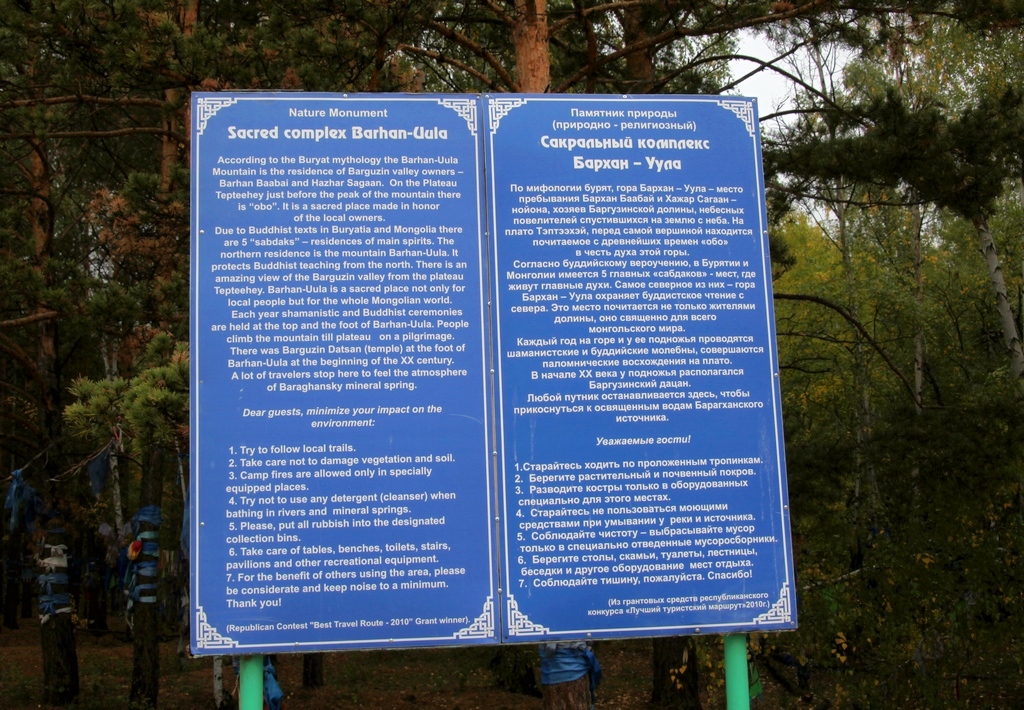 Nature Monument
Sacred complex Barhan-Uula
According to the Buryat mythology the Barhan-Uula
Mountain is the residence of Barguzin valley owners –
Barhan Baabai and Hazhar Sagaan. On the Plateau
Tepteehey just before the peak of the mountain there
is "obo". It is a sacred place made in honor
of the local owners.
Due to Buddhist texts in Buryatia and Mongolia there
are 5 "sabdaks" – residences of main spirits. The
northern residence is the mountain Barhan-Uula. It
protects Buddhist teaching from the north. There is an
amazing view of the Barguzin valley from the plateau
Tepteehey. Barhan-Uula is a sacred place not only for
local people but for the whole Mongolian world.
Each year shamanistic and Buddhist ceremonies
are held at the top and the foot of Barhan-Uula. People
climb the mountain till plateau on a pilgrimage.
There was Barguzin Datsan (temple) at the foot of
Barhan-Uula at the beginning of the XX century.
A lot of travelers stop here to feel the atmosphere
of Baraghansky mineral spring.
Dear guests, minimize your impact on the
environment:
1. Try to follow local trails.
2. Take care not to damage vegetation and soil.
3. Camp fires are allowed only in specially
equipped places.
4. Try not to use any detergent (cleanser) when
bathing in rivers and mineral springs.
5. Please, put all rubbish into the designated
collection bins.
6. Take care of tables, benches, toilets, stairs,
pavilions and other recreational equipment.
7. For the benefit of others using the area, please
be considerate and keep noise to a minimum.
Thank you!
(Republican Contest "Best Travel Route - 2010" Grant winner).
Памятник природы
(природно - религиозный)
Сакральный комплекс
Бархан – Уула
По мифологии бурят, гора Бархан – Уула – место
пребывания Бархан Баабай и Хажар Сагаан –
нойона, хозяев Баргузинской долины, небесных
повелителей спустившихся на землю с неба. На
плато Тэптээхэй, перед самой вершиной находится
почитаемое с древнейших времен «обо»
в честь духа этой горы.
Согласно буддийскому вероучению, в Бурятии и
Монголии имеется 5 главных «сабдаков» - мест, где
живут главные духи. Самое северное из них – гора
Бархан – Уула охраняет буддистское чтение с
севера. Это место почитается не только жителями
долины, оно священно для всего
монгольского мира.
Каждый год на горе и у ее подножья проводятся
шаманистские и буддийские молебны, совершаются
паломнические восхождения на плато.
В начале ХХ века у подножья располагался
Баргузинский дацан.
Любой путник останавливается здесь, чтобы
прикоснуться к освященным водам Барагханского
источника.
Уважаемые гости!
1.Старайтесь ходить по проложенным тропинкам.
2. Берегите растительный и почвенный покров.
3. Разводите костры только в оборудованных
специально для этого местах.
4. Старайтесь не пользоваться моющими
средствами при умывании у реки и источника.
5. Соблюдайте чистоту – выбрасывайте мусор
только в специально отведенные мусоросборники.
6. Берегите столы, скамьи, туалеты, лестницы,
беседки и другое оборудование мест отдыха.
7. Соблюдайте тишину, пожалуйста. Спасибо!
(Из грантовых средств республиканского
конкурса «Лучший туристский маршрут»2010г.)